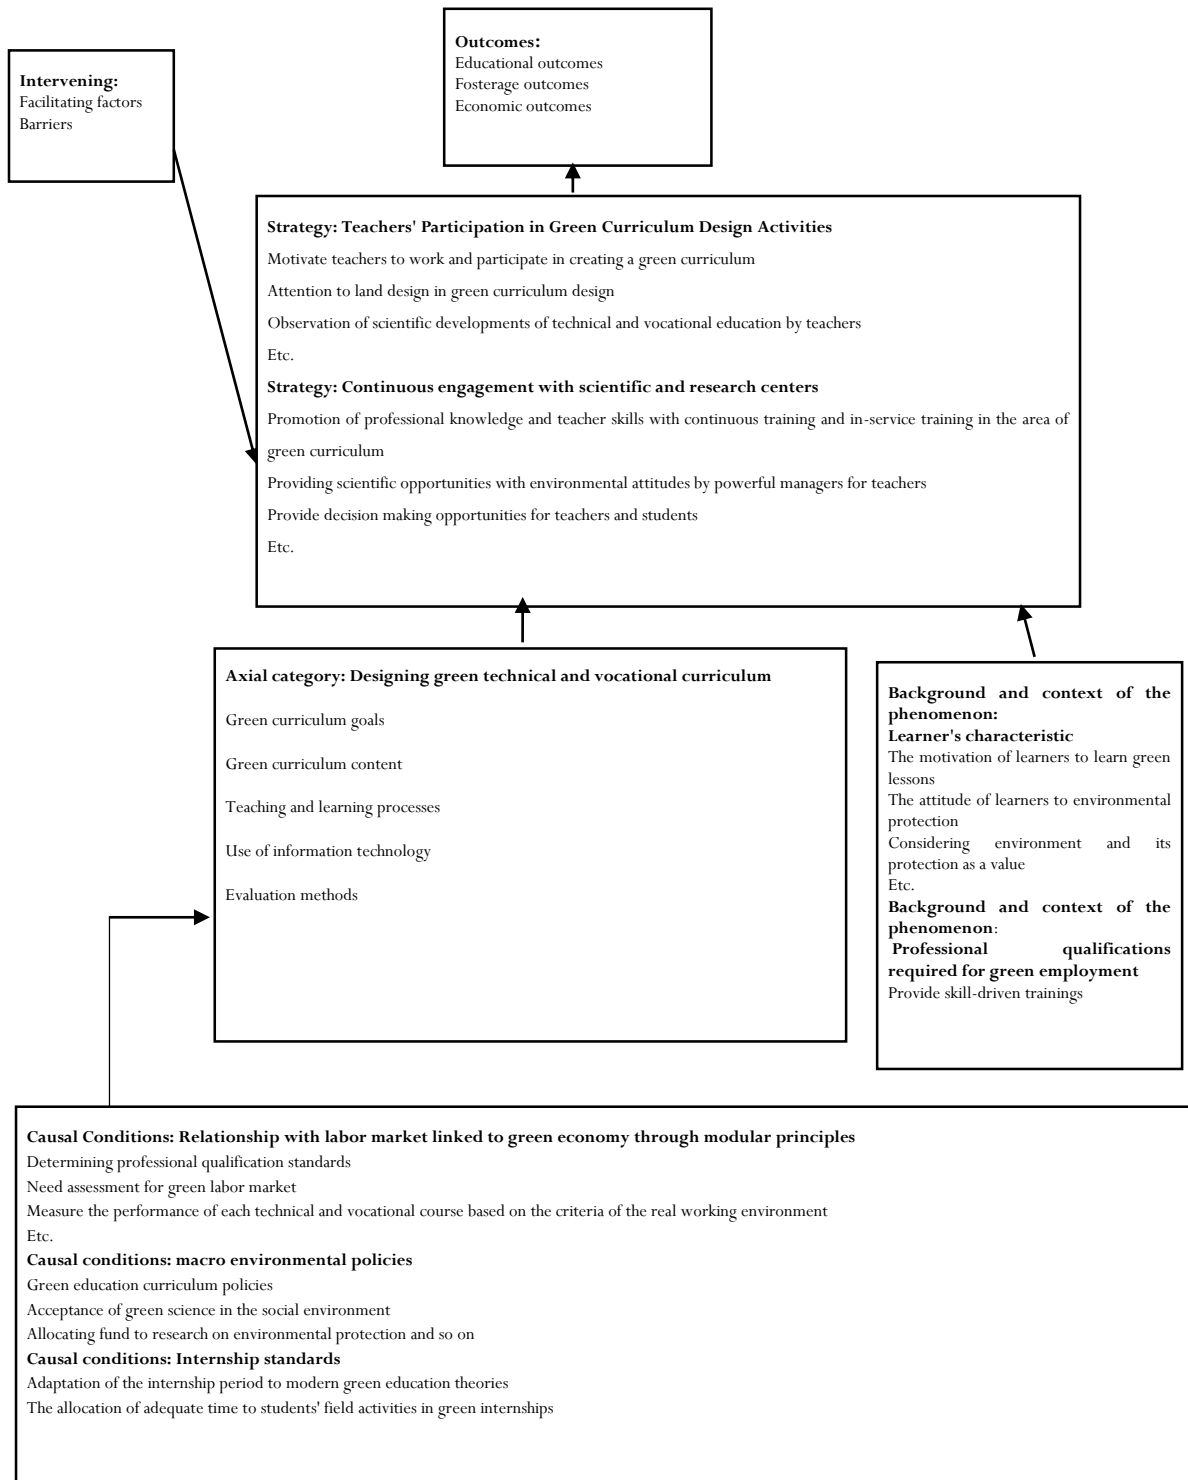 Outcomes:
Educational outcomes
Fosterage outcomes
Economic outcomes
Intervening:
Facilitating factors
Barriers
Strategy: Teachers' Participation in Green Curriculum Design Activities
Motivate teachers to work and participate in creating a green curriculum
Attention to land design in green curriculum design
Observation of scientific developments of technical and vocational education by teachers
Etc.
Strategy: Continuous engagement with scientific and research centers
Promotion of professional knowledge and teacher skills with continuous training and in-service training in the area of
green curriculum
Providing scientific opportunities with environmental attitudes by powerful managers for teachers
Provide decision making opportunities for teachers and students
Etc.
Axial category: Designing green technical and vocational curriculum
Green curriculum goals
Green curriculum content
Teaching and learning processes
Use of information technology
Evaluation methods
Background and context of the
phenomenon:
Learner's characteristic
The motivation of learners to learn green
lessons
The attitude of learners to environmental
protection
Considering environment and its
protection as a value
Etc.
Background and context of the
phenomenon:
Professional qualifications
required for green employment
Provide skill-driven trainings
Causal Conditions: Relationship with labor market linked to green economy through modular principles
Determining professional qualification standards
Need assessment for green labor market
Measure the performance of each technical and vocational course based on the criteria of the real working environment
Etc.
Causal conditions: macro environmental policies
Green education curriculum policies
Acceptance of green science in the social environment
Allocating fund to research on environmental protection and so on
Causal conditions: Internship standards
Adaptation of the internship period to modern green education theories
The allocation of adequate time to students' field activities in green internships